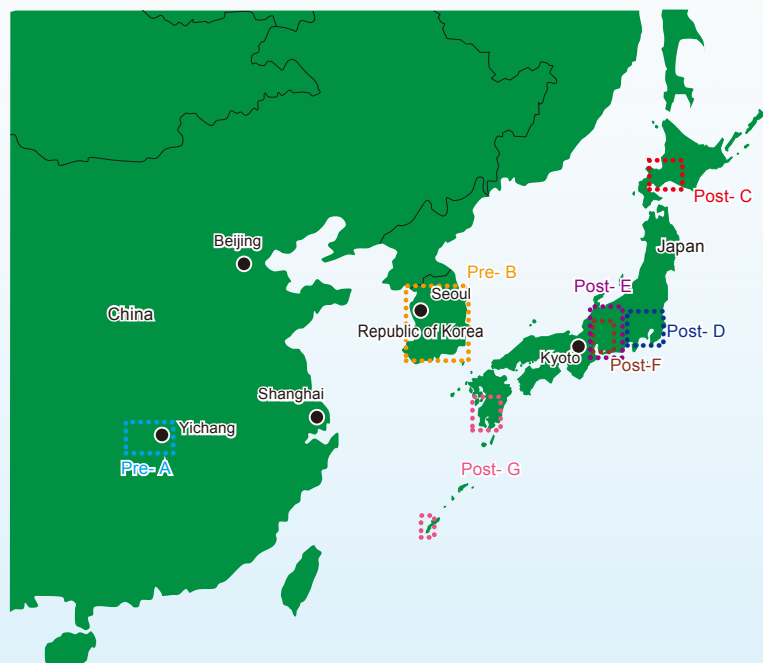 Post- C
Beijing
Japan
Pre- B
Post- E
Seoul
China
Republic of Korea
Post- D
Kyoto
Post-F
Shanghai
Yichang
Pre- A
Post- G